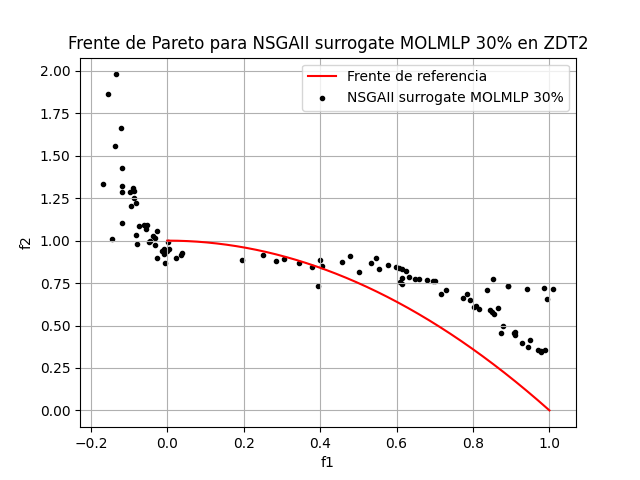 Frente de Pareto para NSGAII surrogate MOLMLP 30% en ZDT2
Frente de referencia
NSGAII surrogate MOLMLP 30%
2.00
1.75
1.50
1.25
1.00
0.75
0.50
0.25
0.00
f2
−0.2 0.0 0.2 0.4 0.6 0.8 1.0
f1